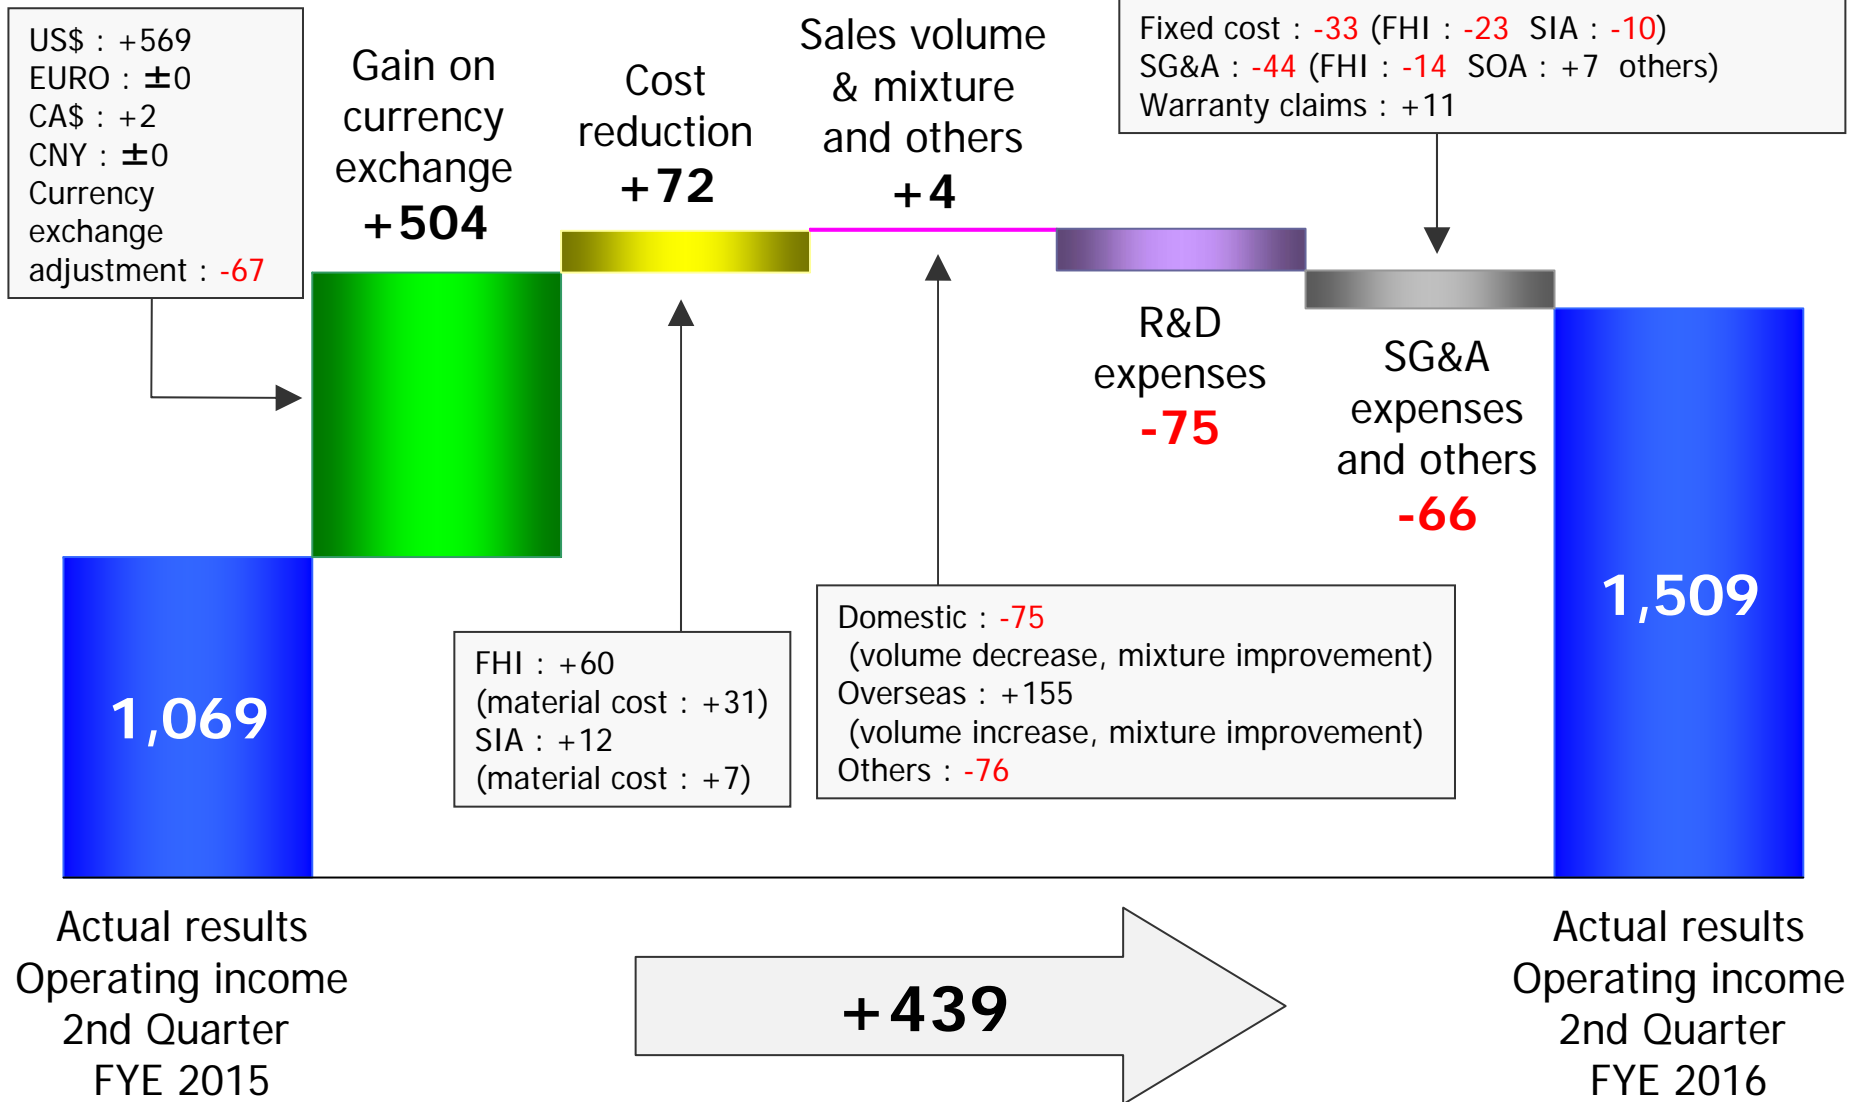 US$ : +569
EURO : ±0
CA$ : +2
CNY : ±0
Currency
exchange
adjustment : -67
Gain on
currency
exchange
+504
Cost
reduction
+72
Sales volume
& mixture
and others
+4
Fixed cost : -33 (FHI : -23 SIA : -10)
SG&A : -44 (FHI : -14 SOA : +7 others)
Warranty claims : +11
R&D
expenses
-75
SG&A
expenses
and others
-66
1,069
FHI : +60
(material cost : +31)
SIA : +12
(material cost : +7)
Domestic : -75
(volume decrease, mixture improvement)
Overseas : +155
(volume increase, mixture improvement)
Others : -76
1,509
Actual results
Operating income
2nd Quarter
FYE 2015
+439
Actual results
Operating income
2nd Quarter
FYE 2016